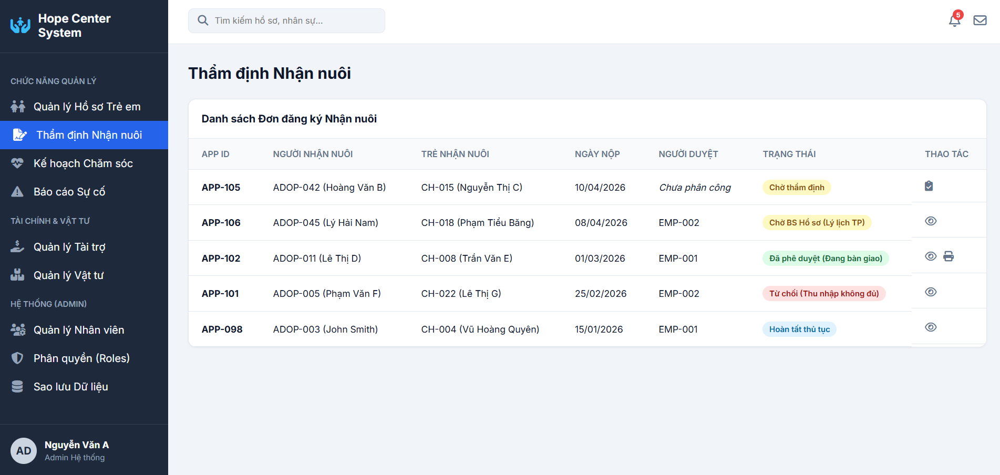 Hope Center
System
CHỨC NĂNG QUẢN LÝ
Quản lý Hồ sơ Trẻ em
Thẩm định Nhận nuôi
Kế hoạch Chăm sóc
Báo cáo Sự cố
TÀI CHÍNH & VẬT TƯ
Quản lý Tài trợ
Quản lý Vật tư
HỆ THỐNG (ADMIN)
Quản lý Nhân viên
Phân quyền (Roles)
Sao lưu Dữ liệu
AD
Nguyễn Văn A
Admin Hệ thống
Tìm kiếm hồ sơ, nhân sự...
5
Thẩm định Nhận nuôi
Danh sách Đơn đăng ký Nhận nuôi
APP ID NGƯỜI NHẬN NUÔI TRẺ NHẬN NUÔI NGÀY NỘP NGƯỜI DUYỆT TRẠNG THÁI THAO TÁC
APP-105 ADOP-042 (Hoàng Văn B) CH-015 (Nguyễn Thị C) 10/04/2026 Chưa phân công Chờ thẩm định
APP-106 ADOP-045 (Lý Hải Nam) CH-018 (Phạm Tiểu Băng) 08/04/2026 EMP-002 Chờ BS Hồ sơ (Lý lịch TP)
APP-102 ADOP-011 (Lê Thị D) CH-008 (Trần Văn E) 01/03/2026 EMP-001 Đã phê duyệt (Đang bàn giao)
APP-101 ADOP-005 (Phạm Văn F) CH-022 (Lê Thị G) 25/02/2026 EMP-002 Từ chối (Thu nhập không đủ)
APP-098 ADOP-003 (John Smith) CH-004 (Vũ Hoàng Quyên) 15/01/2026 EMP-001 Hoàn tất thủ tục